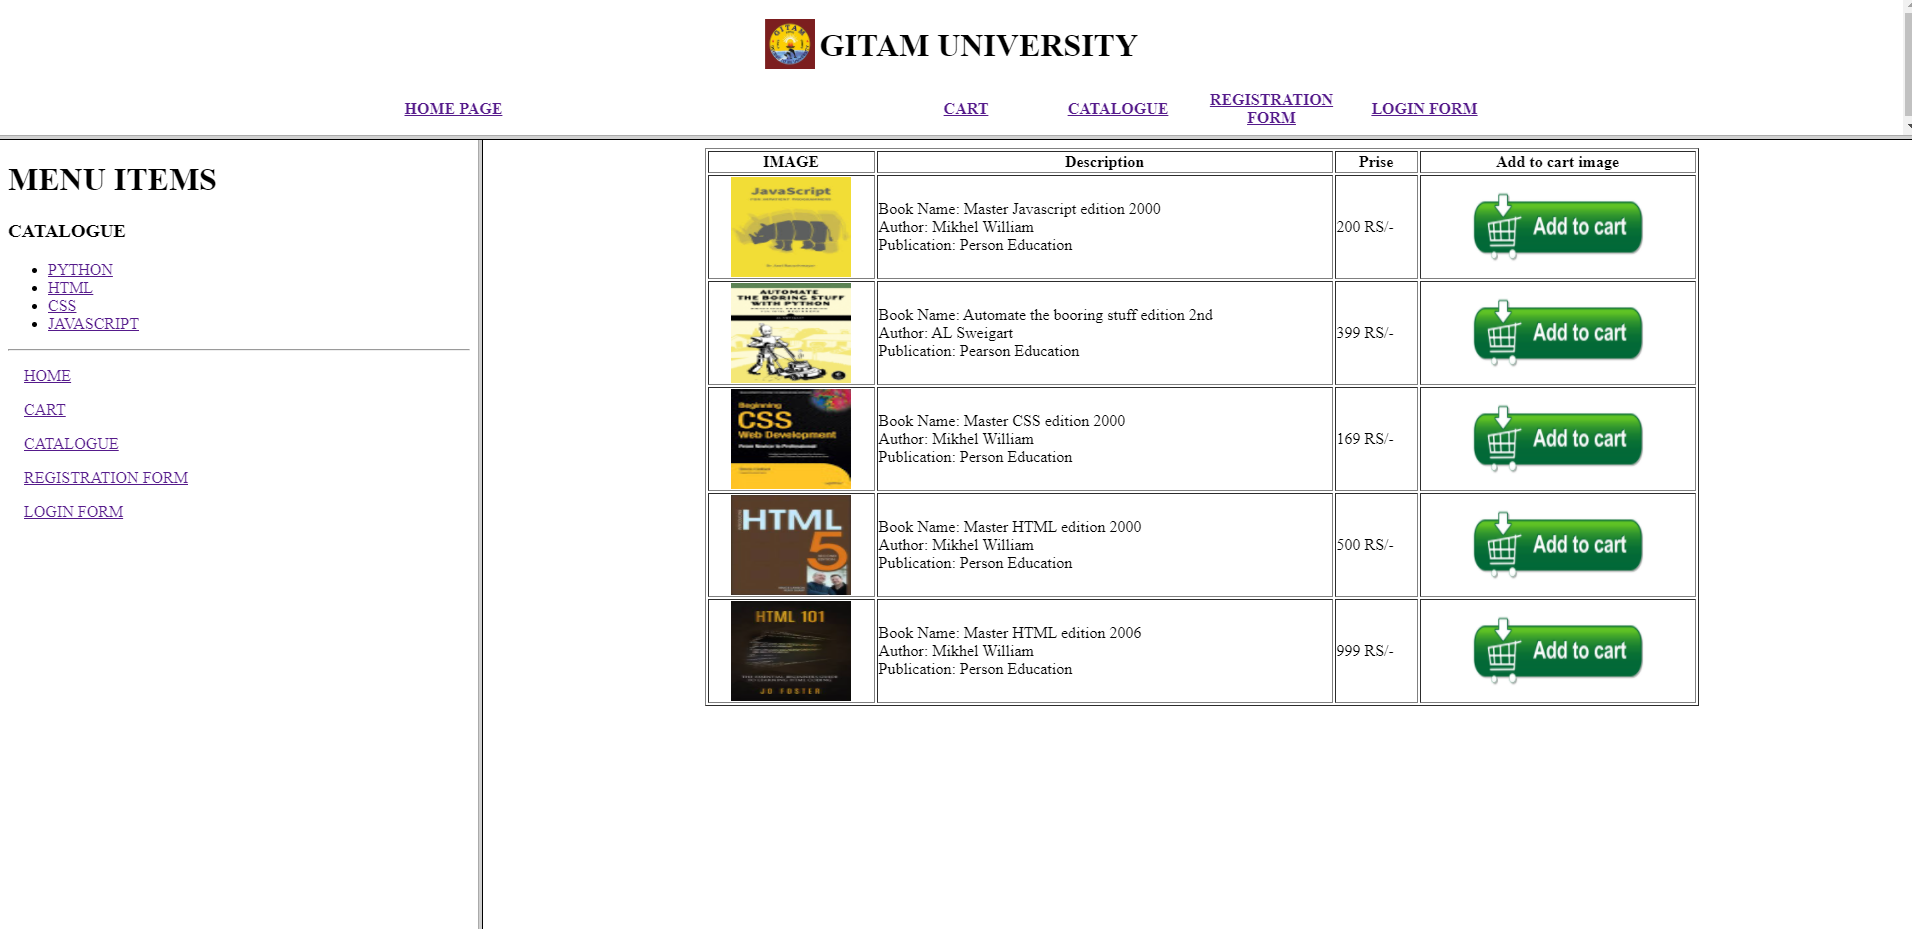 GITAM
GITAM UNIVERSITY
HOME PAGE
CART
CATALOGUE
REGISTRATION
FORM
LOGIN FORM
MENU ITEMS
CATALOGUE
PYTHON
HTML
CSS
JAVASCRIPT
HOME
CART
CATALOGUE
REGISTRATION FORM
LOGIN FORM
IMAGE
Description
Prise
Add to cart image
JavaScript
Book Name: Master Javascript edition 2000
Author: Mikhel William
Publication: Person Education
200 RS/-
Add to cart
AUTOMATE
THE BORING STUFF
WITH PYTHON
Book Name: Automate the booring stuff edition 2nd
Author: AL Sweigart
Publication: Pearson Education
399 RS/-
Add to cart
Beginning
CSS
Web Development
From Novice to Professional
Book Name: Master CSS edition 2000
Author: Mikhel William
Publication: Person Education
169 RS/-
Add to cart
HTML
5
Book Name: Master HTML edition 2000
Author: Mikhel William
Publication: Person Education
500 RS/-
Add to cart
HTML 101
JO FOSTER
Book Name: Master HTML edition 2006
Author: Mikhel William
Publication: Person Education
999 RS/-
Add to cart